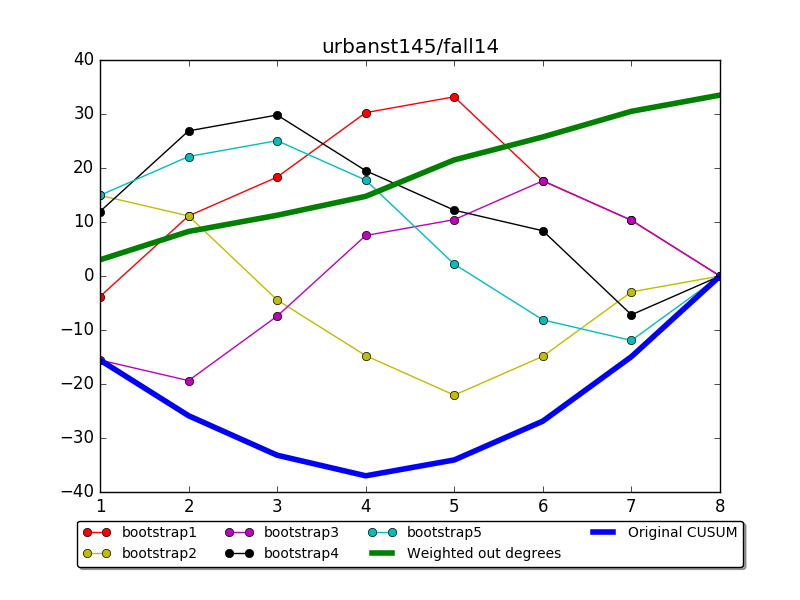 urbanst145/fall14
40
30
20
10
0
−10
−20
−30
−40
1 2 3 4 5 6 7 8
bootstrap1 bootstrap3 bootstrap5 Original CUSUM
bootstrap2 bootstrap4 Weighted out degrees